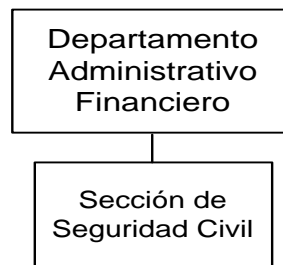 Departamento
Administrativo
Financiero
Sección de
Seguridad Civil